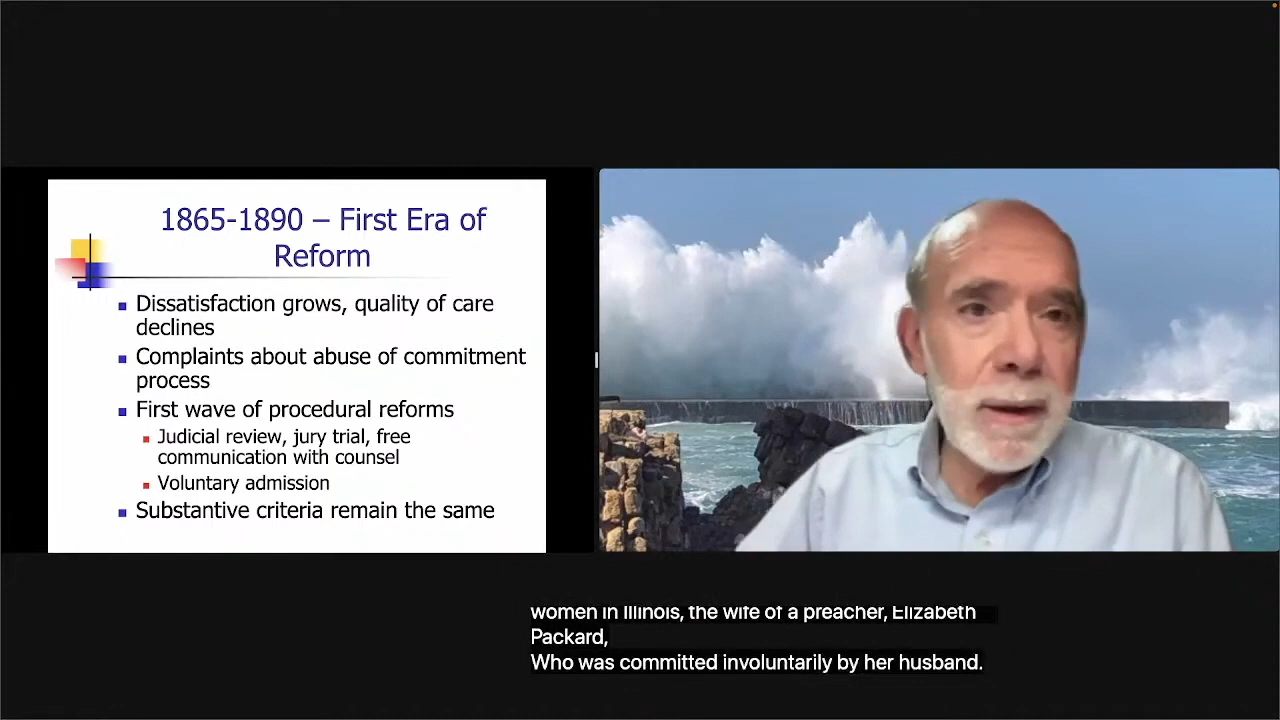 1865-1890 – First Era of
Reform
Dissatisfaction grows, quality of care
declines
Complaints about abuse of commitment
process
First wave of procedural reforms
Judicial review, jury trial, free
communication with counsel
Voluntary admission
Substantive criteria remain the same
women in Illinois, the wife of a preacher, Elizabeth
Packard,
Who was committed involuntarily by her husband.